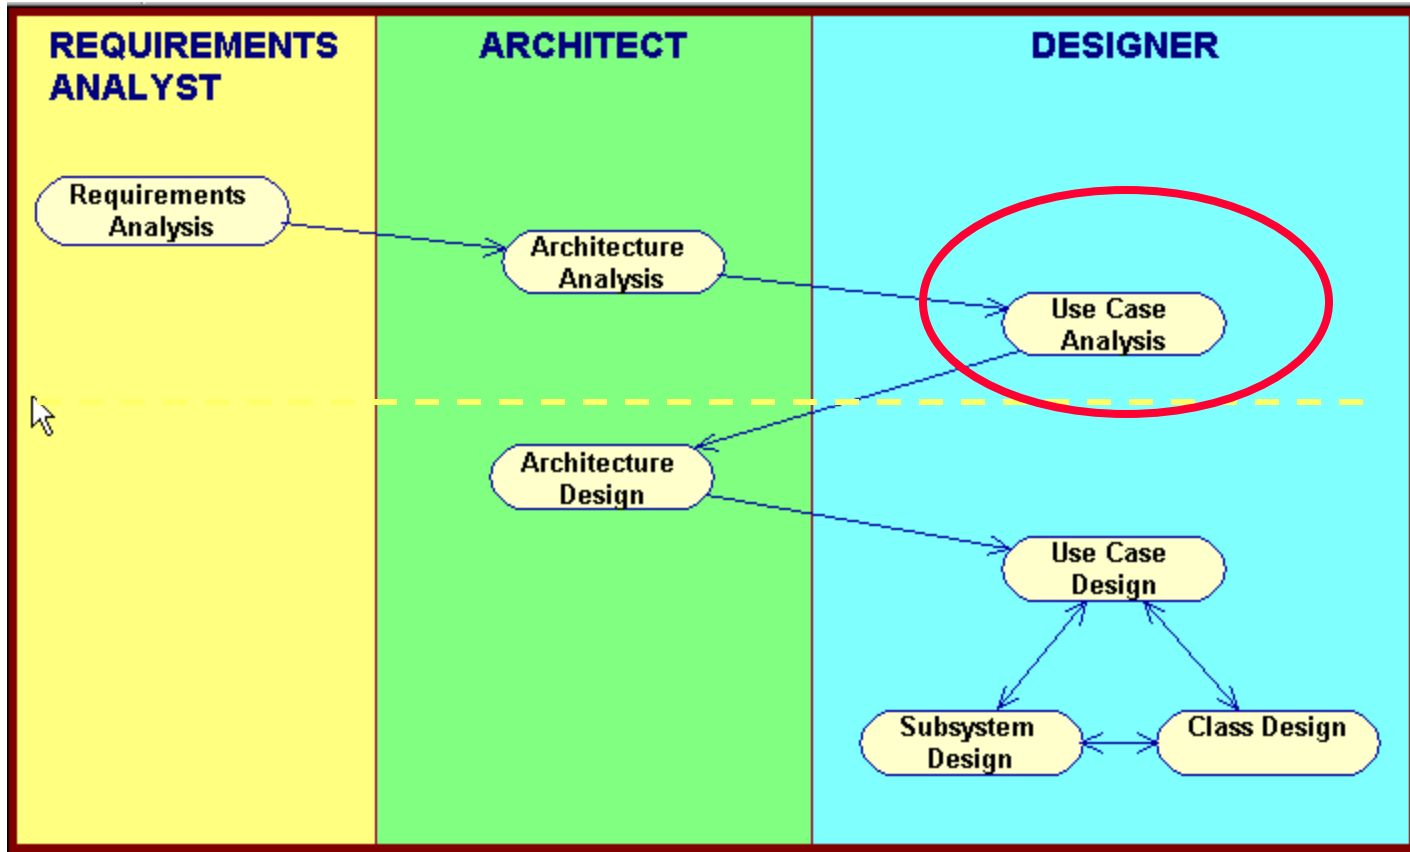 REQUIREMENTS
ANALYST
ARCHITECT
DESIGNER
Requirements
Analysis
Architecture
Analysis
Use Case
Analysis
Architecture
Design
Use Case
Design
Subsystem
Design
Class Design